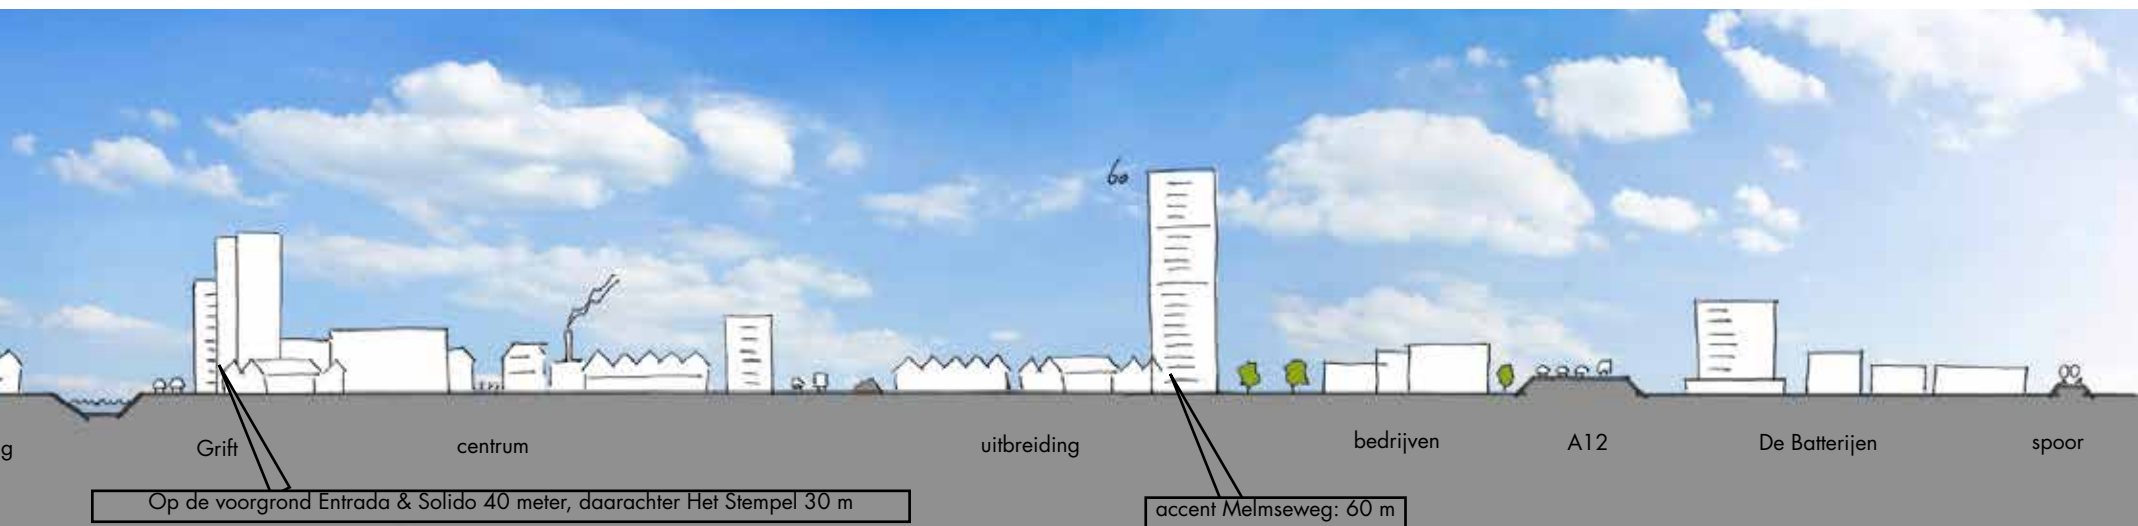 60
g
Grift
centrum
uitbreiding
bedrijven
A12
De Batterijen
spoor
Op de voorgrond Entrada & Solido 40 meter, daarachter Het Stempel 30 m
accent Melmseweg: 60 m